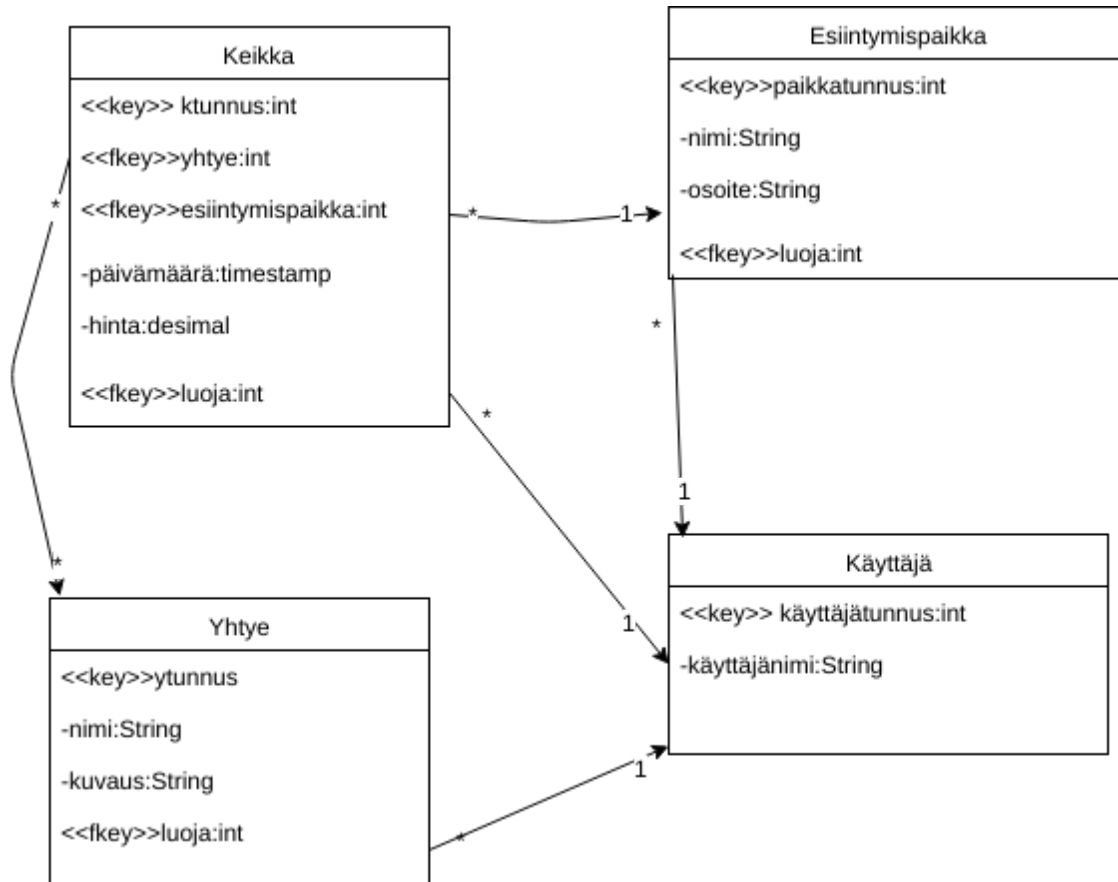 Keikka
<<key>> ktunnus:int
<<fkey>>yhtye:int
<<fkey>>esiintymispaikka:int
-päivämäärä:timestamp
-hinta:desimal
<<fkey>>luoja:int
Esiintymispaikka
<<key>>paikkatunnus:int
-nimi:String
-osoite:String
<<fkey>>luoja:int
*
*
1
*
1
*
1
*
Yhtye
<<key>>ytunnus
-nimi:String
-kuvaus:String
<<fkey>>luoja:int
*
1
Käyttäjä
<<key>> käyttäjätunnus:int
-käyttäjänimi:String